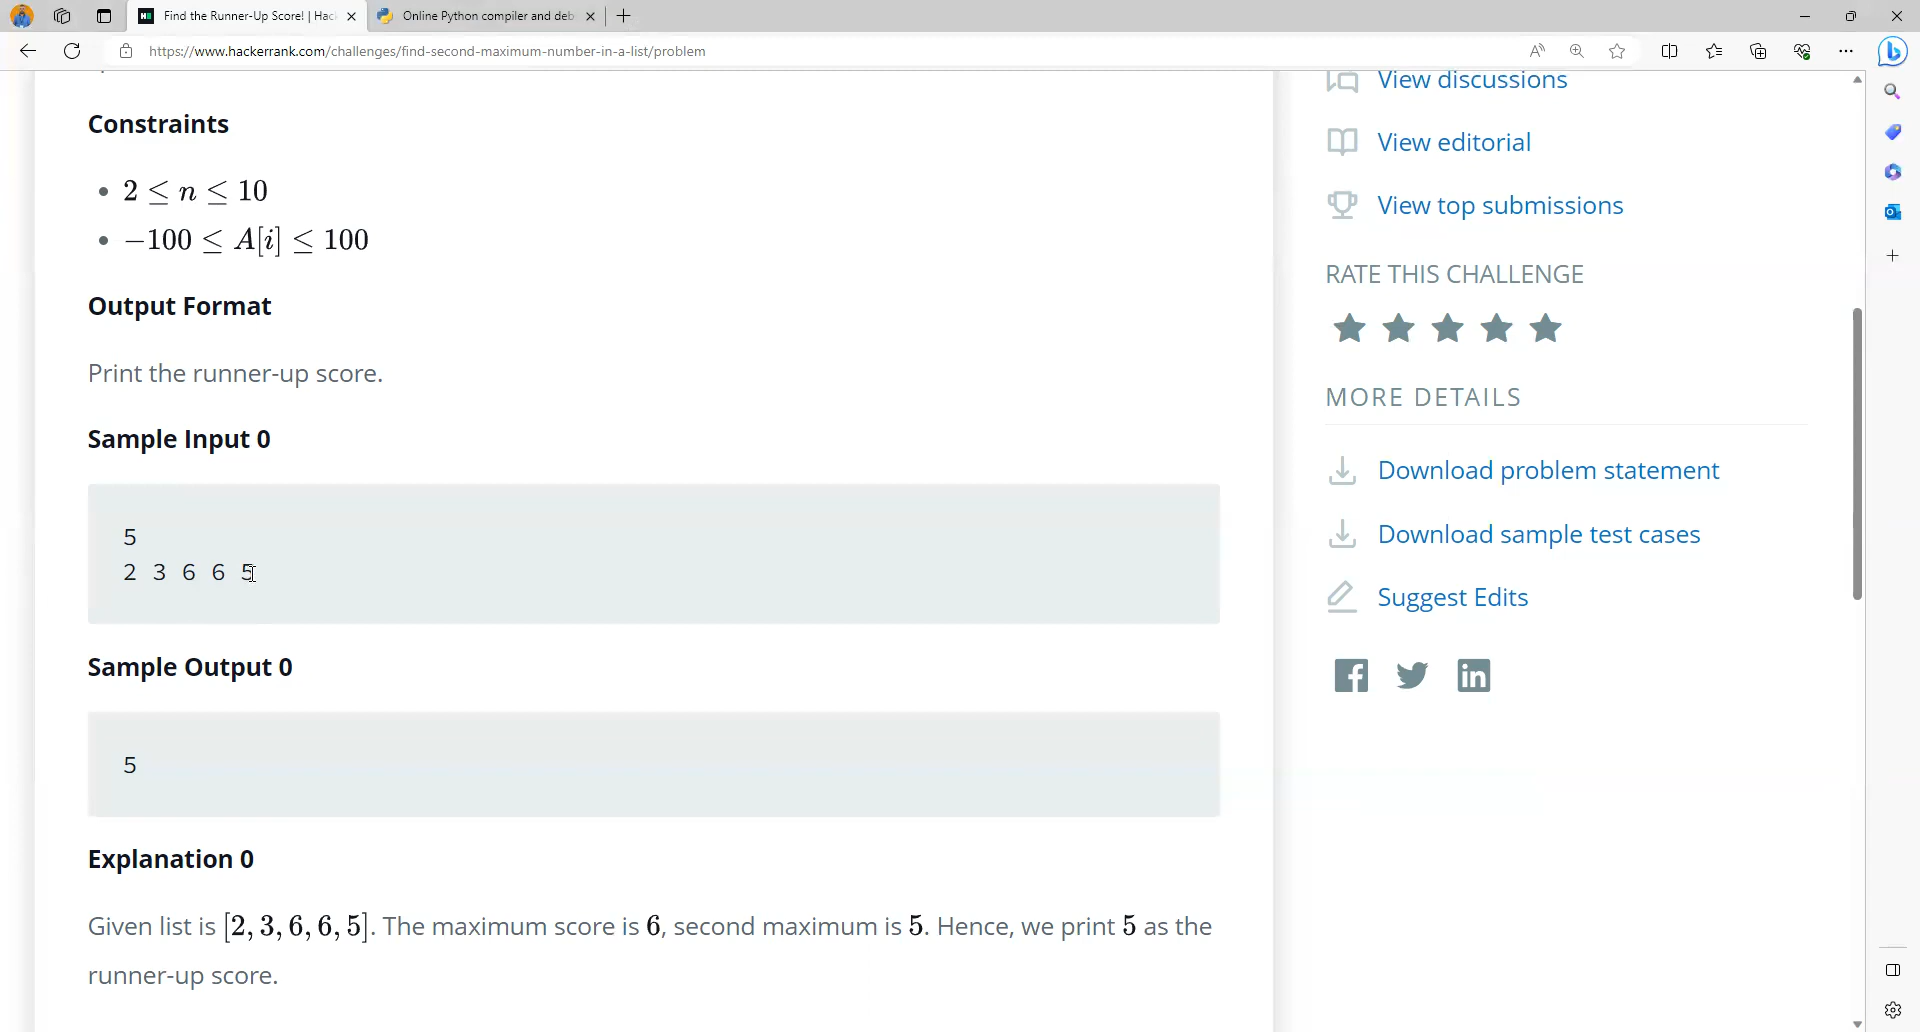 Find the Runner-Up Score! | Hac
Online Python compiler and deb
https://www.hackerrank.com/challenges/find-second-maximum-number-in-a-list/problem
Constraints
2 ≤ n ≤ 10
−100 ≤ A[i] ≤ 100
Output Format
Print the runner-up score.
Sample Input 0
5
2 3 6 6 5
Sample Output 0
5
Explanation 0
Given list is [2, 3, 6, 6, 5]. The maximum score is 6, second maximum is 5. Hence, we print 5 as the
runner-up score.
View discussions
View editorial
View top submissions
RATE THIS CHALLENGE
MORE DETAILS
Download problem statement
Download sample test cases
Suggest Edits